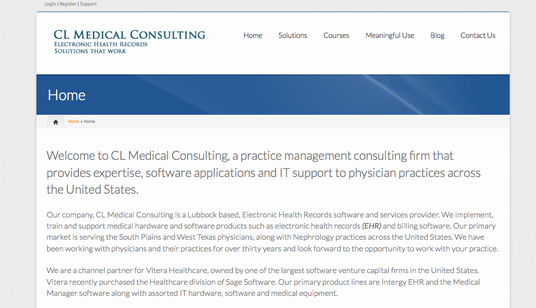 Login | Register | Support
CL Medical Consulting
Electronic Health Records
Solutions that work
Home Solutions Courses Meaningful Use Blog Contact Us
Home
Home » Home
Welcome to CL Medical Consulting, a practice management consulting firm that
provides expertise, software applications and IT support to physician practices across
the United States.
Our company, CL Medical Consulting is a Lubbock based, Electronic Health Records software and services provider. We implement,
train and support medical hardware and software products such as electronic health records (EHR) and billing software. Our primary
market is serving the South Plains and West Texas physicians, along with Nephrology practices across the United States. We have
been working with physicians and their practices for over thirty years and look forward to the opportunity to work with your practice.
We are a channel partner for Vitera Healthcare, owned by one of the largest software venture capital firms in the United States.
Vitera recently purchased the Healthcare division of Sage Software. Our primary product lines are Intergy EHR and the Medical
Manager software along with assorted IT hardware, software and medical equipment.